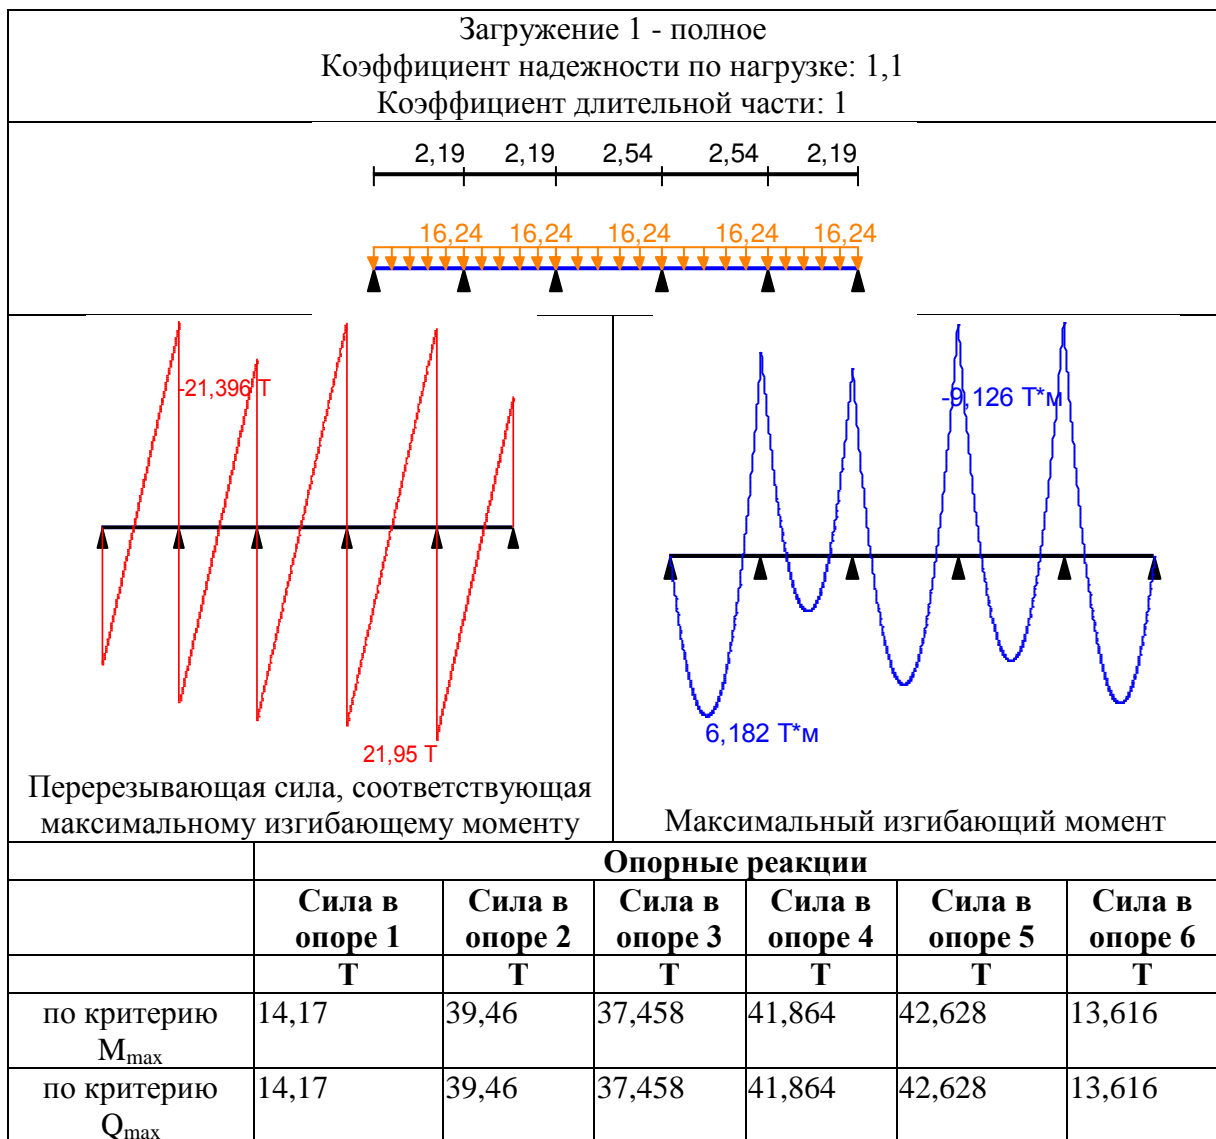 Загружение 1 - полное
Коэффициент надежности по нагрузке: 1,1
Коэффициент длительной части: 1
2,19 2,19 2,54 2,54 2,19
16,24 16,24 16,24 16,24 16,24
-21,396 Т
21,95 Т
Перерезывающая сила, соответствующая
максимальному изгибающему моменту
-9,126 Т*м
6,182 Т*м
Максимальный изгибающий момент
Опорные реакции
Сила в опоре 1 Сила в опоре 2 Сила в опоре 3 Сила в опоре 4 Сила в опоре 5 Сила в опоре 6
Т Т Т Т Т Т
по критерию Mmax 14,17 39,46 37,458 41,864 42,628 13,616
по критерию Qmax 14,17 39,46 37,458 41,864 42,628 13,616